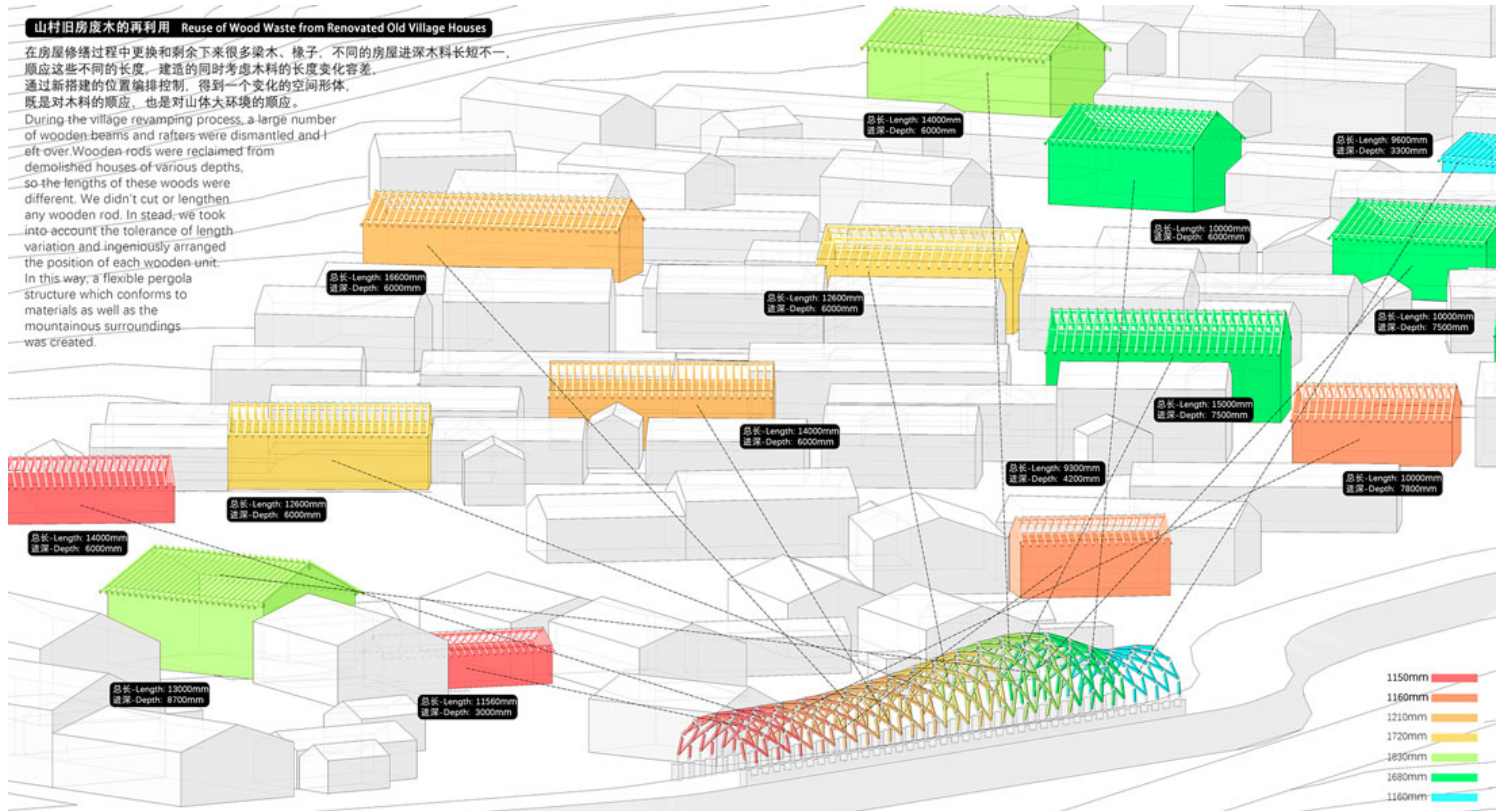 山村旧房废木的再利用 Reuse of Wood Waste from Renovated Old Village Houses
在房屋修缮过程中更换和剩余下来很多梁木、椽子，不同的房屋进深木料长短不一，
顺应这些不同的长度，建造的同时考虑木料的长度变化容差，
通过新搭建的位置编排控制，得到一个变化的空间形体，
既是对木料的顺应，也是对山体大环境的顺应。
During the village revamping process, a large number
of wooden beams and rafters were dismantled and l
eft over.Wooden rods were reclaimed from
demolished houses of various depths,
so the lengths of these woods were
different. We didn't cut or lengthen
any wooden rod. In stead, we took
into account the tolerance of length
variation and ingeniously arranged
the position of each wooden unit.
In this way, a flexible pergola
structure which conforms to
materials as well as the
mountainous surroundings
was created.
总长-Length: 14000mm
进深-Depth: 6000mm
总长-Length: 9600mm
进深-Depth: 3300mm
总长-Length: 10000mm
进深-Depth: 6000mm
总长-Length: 16600mm
进深-Depth: 6000mm
总长-Length: 12600mm
进深-Depth: 6000mm
总长-Length: 10000mm
进深-Depth: 7500mm
总长-Length: 15000mm
进深-Depth: 7500mm
总长-Length: 14000mm
进深-Depth: 6000mm
总长-Length: 9300mm
进深-Depth: 4200mm
总长-Length: 10000mm
进深-Depth: 7800mm
总长-Length: 12600mm
进深-Depth: 6000mm
总长-Length: 14000mm
进深-Depth: 6000mm
总长-Length: 13000mm
进深-Depth: 8700mm
总长-Length: 11560mm
进深-Depth: 3000mm
1150mm
1160mm
1210mm
1720mm
1830mm
1680mm
1160mm